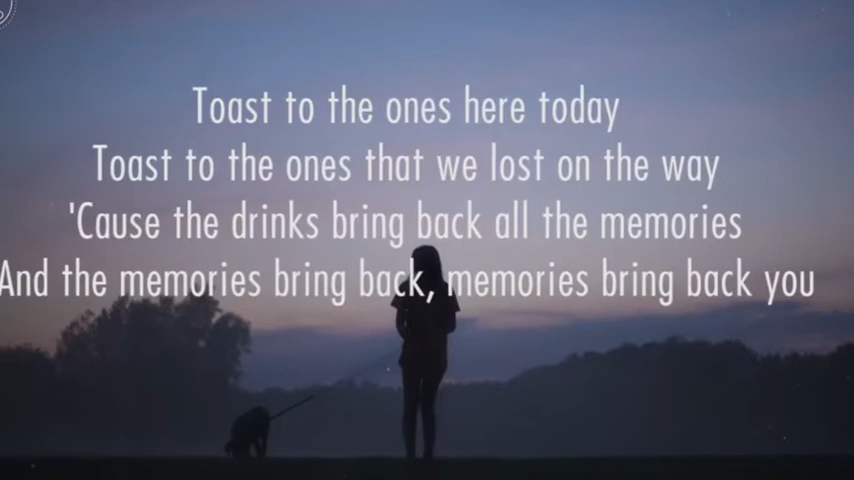 Toast to the ones here today
Toast to the ones that we lost on the way
'Cause the drinks bring back all the memories
And the memories bring back, memories bring back you